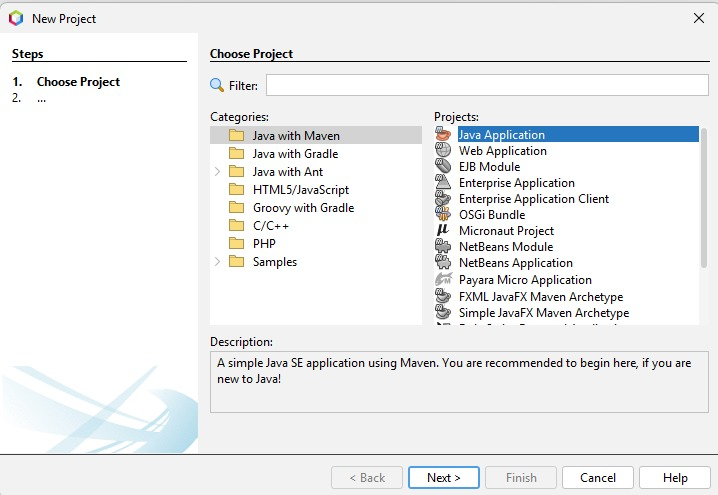 New Project
Steps
1. Choose Project
2. ...
Choose Project
Filter:
Categories:
Java with Maven
Java with Gradle
Java with Ant
HTML5/JavaScript
Groovy with Gradle
C/C++
PHP
Samples
Projects:
Java Application
Web Application
EJB Module
Enterprise Application
Enterprise Application Client
OSGi Bundle
Micronaut Project
NetBeans Module
NetBeans Application
Payara Micro Application
FXML JavaFX Maven Archetype
Simple JavaFX Maven Archetype
Description:
A simple Java SE application using Maven. You are recommended to begin here, if you are
new to Java!
< Back
Next >
Finish
Cancel
Help